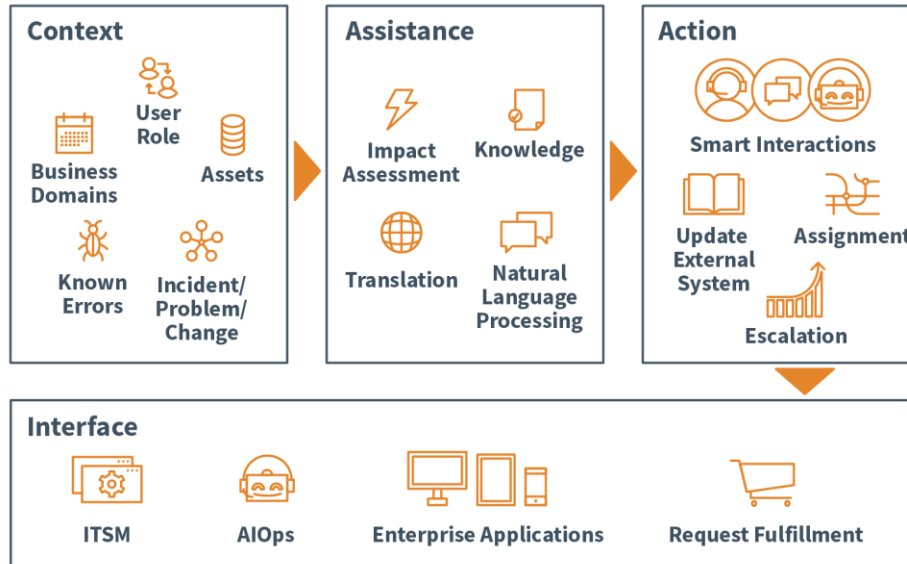 Context
User
Role
Business
Domains
Assets
Known
Errors
Incident/
Problem/
Change
Assistance
Impact
Assessment
Knowledge
Translation
Natural
Language
Processing
Action
Smart Interactions
Update
External
System
Assignment
Escalation
Interface
ITSM
AIOps
Enterprise Applications
Request Fulfillment